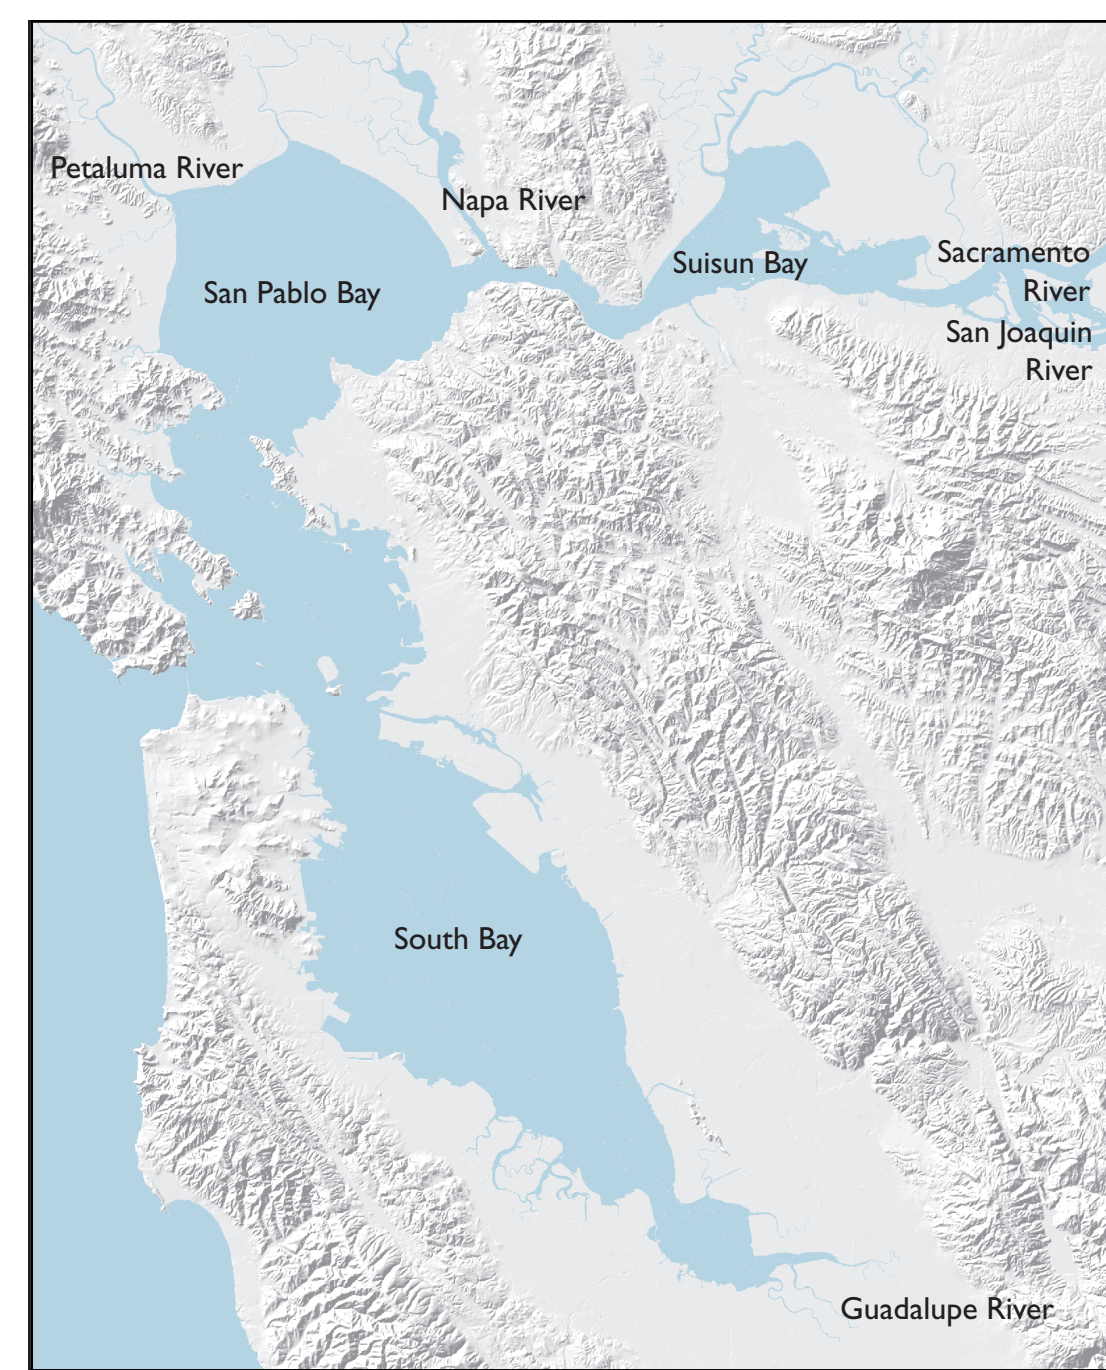 Petaluma River
Napa River
Suisun Bay
Sacramento
River
San Pablo Bay
San Joaquin
River
South Bay
Guadalupe River